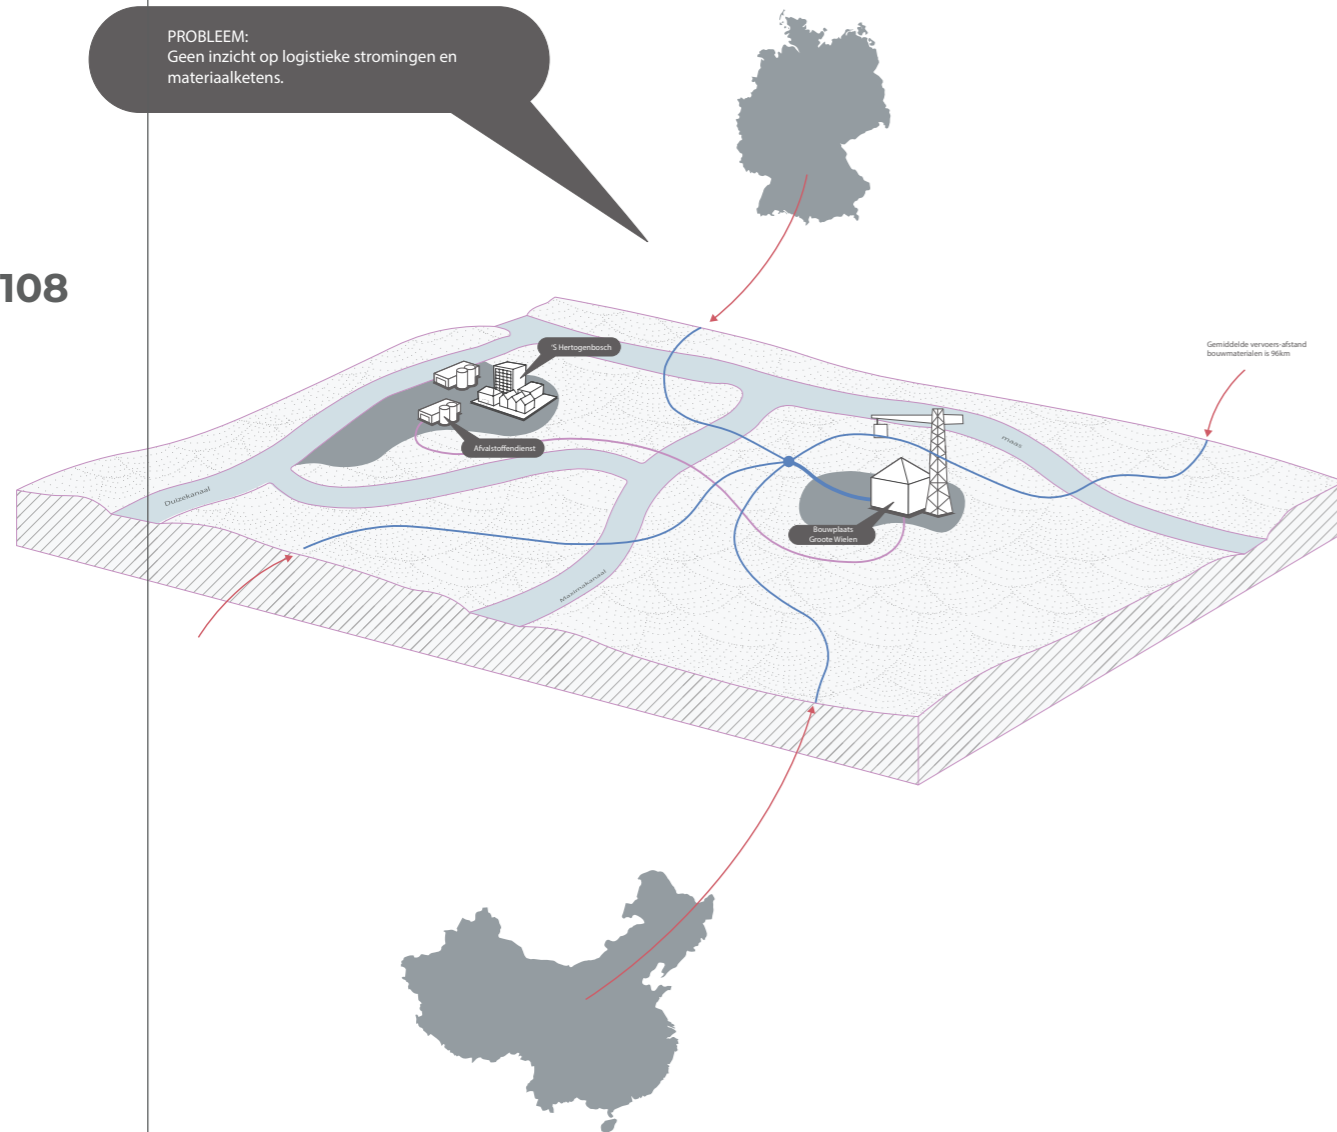 PROBLEEM:
Geen inzicht op logistieke stromingen en
materiaalketens.
108
'S Hertogenbosch
Gemiddelde vervoers-afstand
bouwmaterialen is 96km
maas
Afvalstoffendienst
Duizekanaal
Bouwplaats
Groote Wielen
Maximakanaal